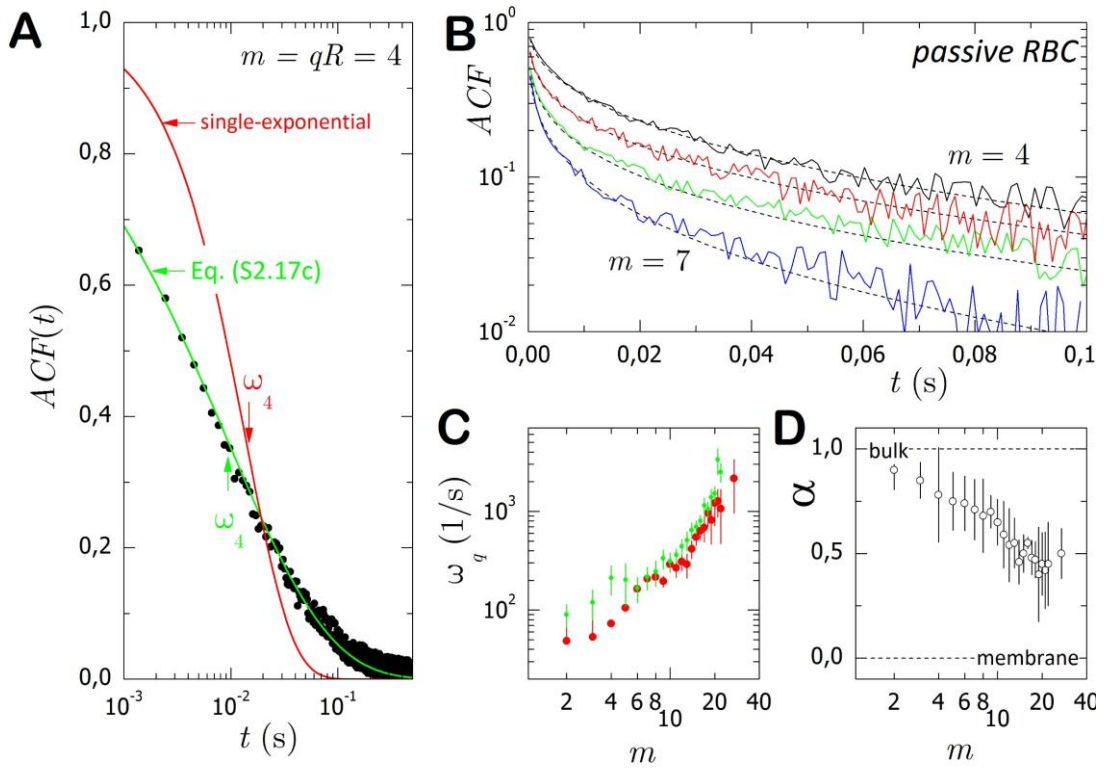 A
m = qR = 4
1,0
0,8
0,6
0,4
0,2
0,0
ACF(t)
single-exponential
Eq. (S2.17c)
ω₄
ω₄
10⁻³
10⁻²
10⁻¹
t (s)
B
passive RBC
ACF
10⁰
10⁻¹
10⁻²
m = 4
m = 7
0,00
0,02
0,04
0,06
0,08
0,1
t (s)
C
ω_q (1/s)
10³
10²
2
4
6
8
10
20
40
m
D
α
1,0
0,5
0,0
bulk
membrane
2
4
6
8
10
20
40
m